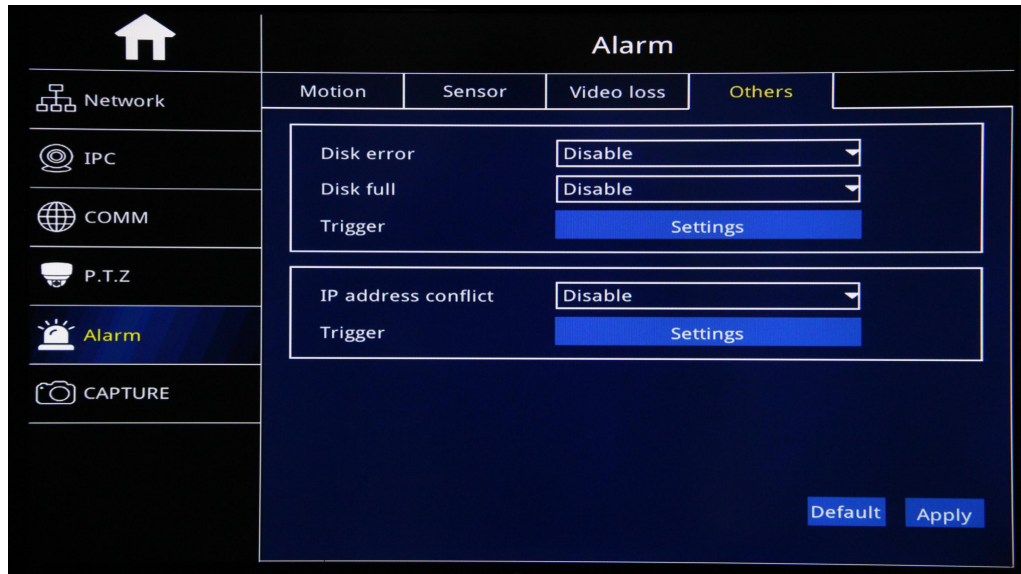 Alarm
Network
IPC
COMM
P.T.Z
Alarm
CAPTURE
Motion Sensor Video loss Others
Disk error Disable
Disk full Disable
Trigger Settings
IP address conflict Disable
Trigger Settings
Default Apply